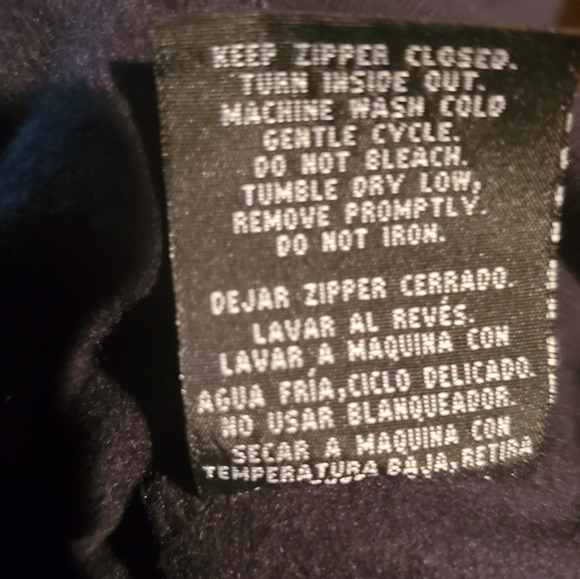 KEEP ZIPPER CLOSED.
TURN INSIDE OUT.
MACHINE WASH COLD
GENTLE CYCLE.
DO NOT BLEACH.
TUMBLE DRY LOW,
REMOVE PROMPTLY.
DO NOT IRON.
DEJAR ZIPPER CERRADO.
LAVAR AL REVÉS.
LAVAR A MAQUINA CON
AGUA FRÍA,CICLO DELICADO.
NO USAR BLANQUEADOR.
SECAR A MAQUINA CON
TEMPERATURA BAJA,RETIRA